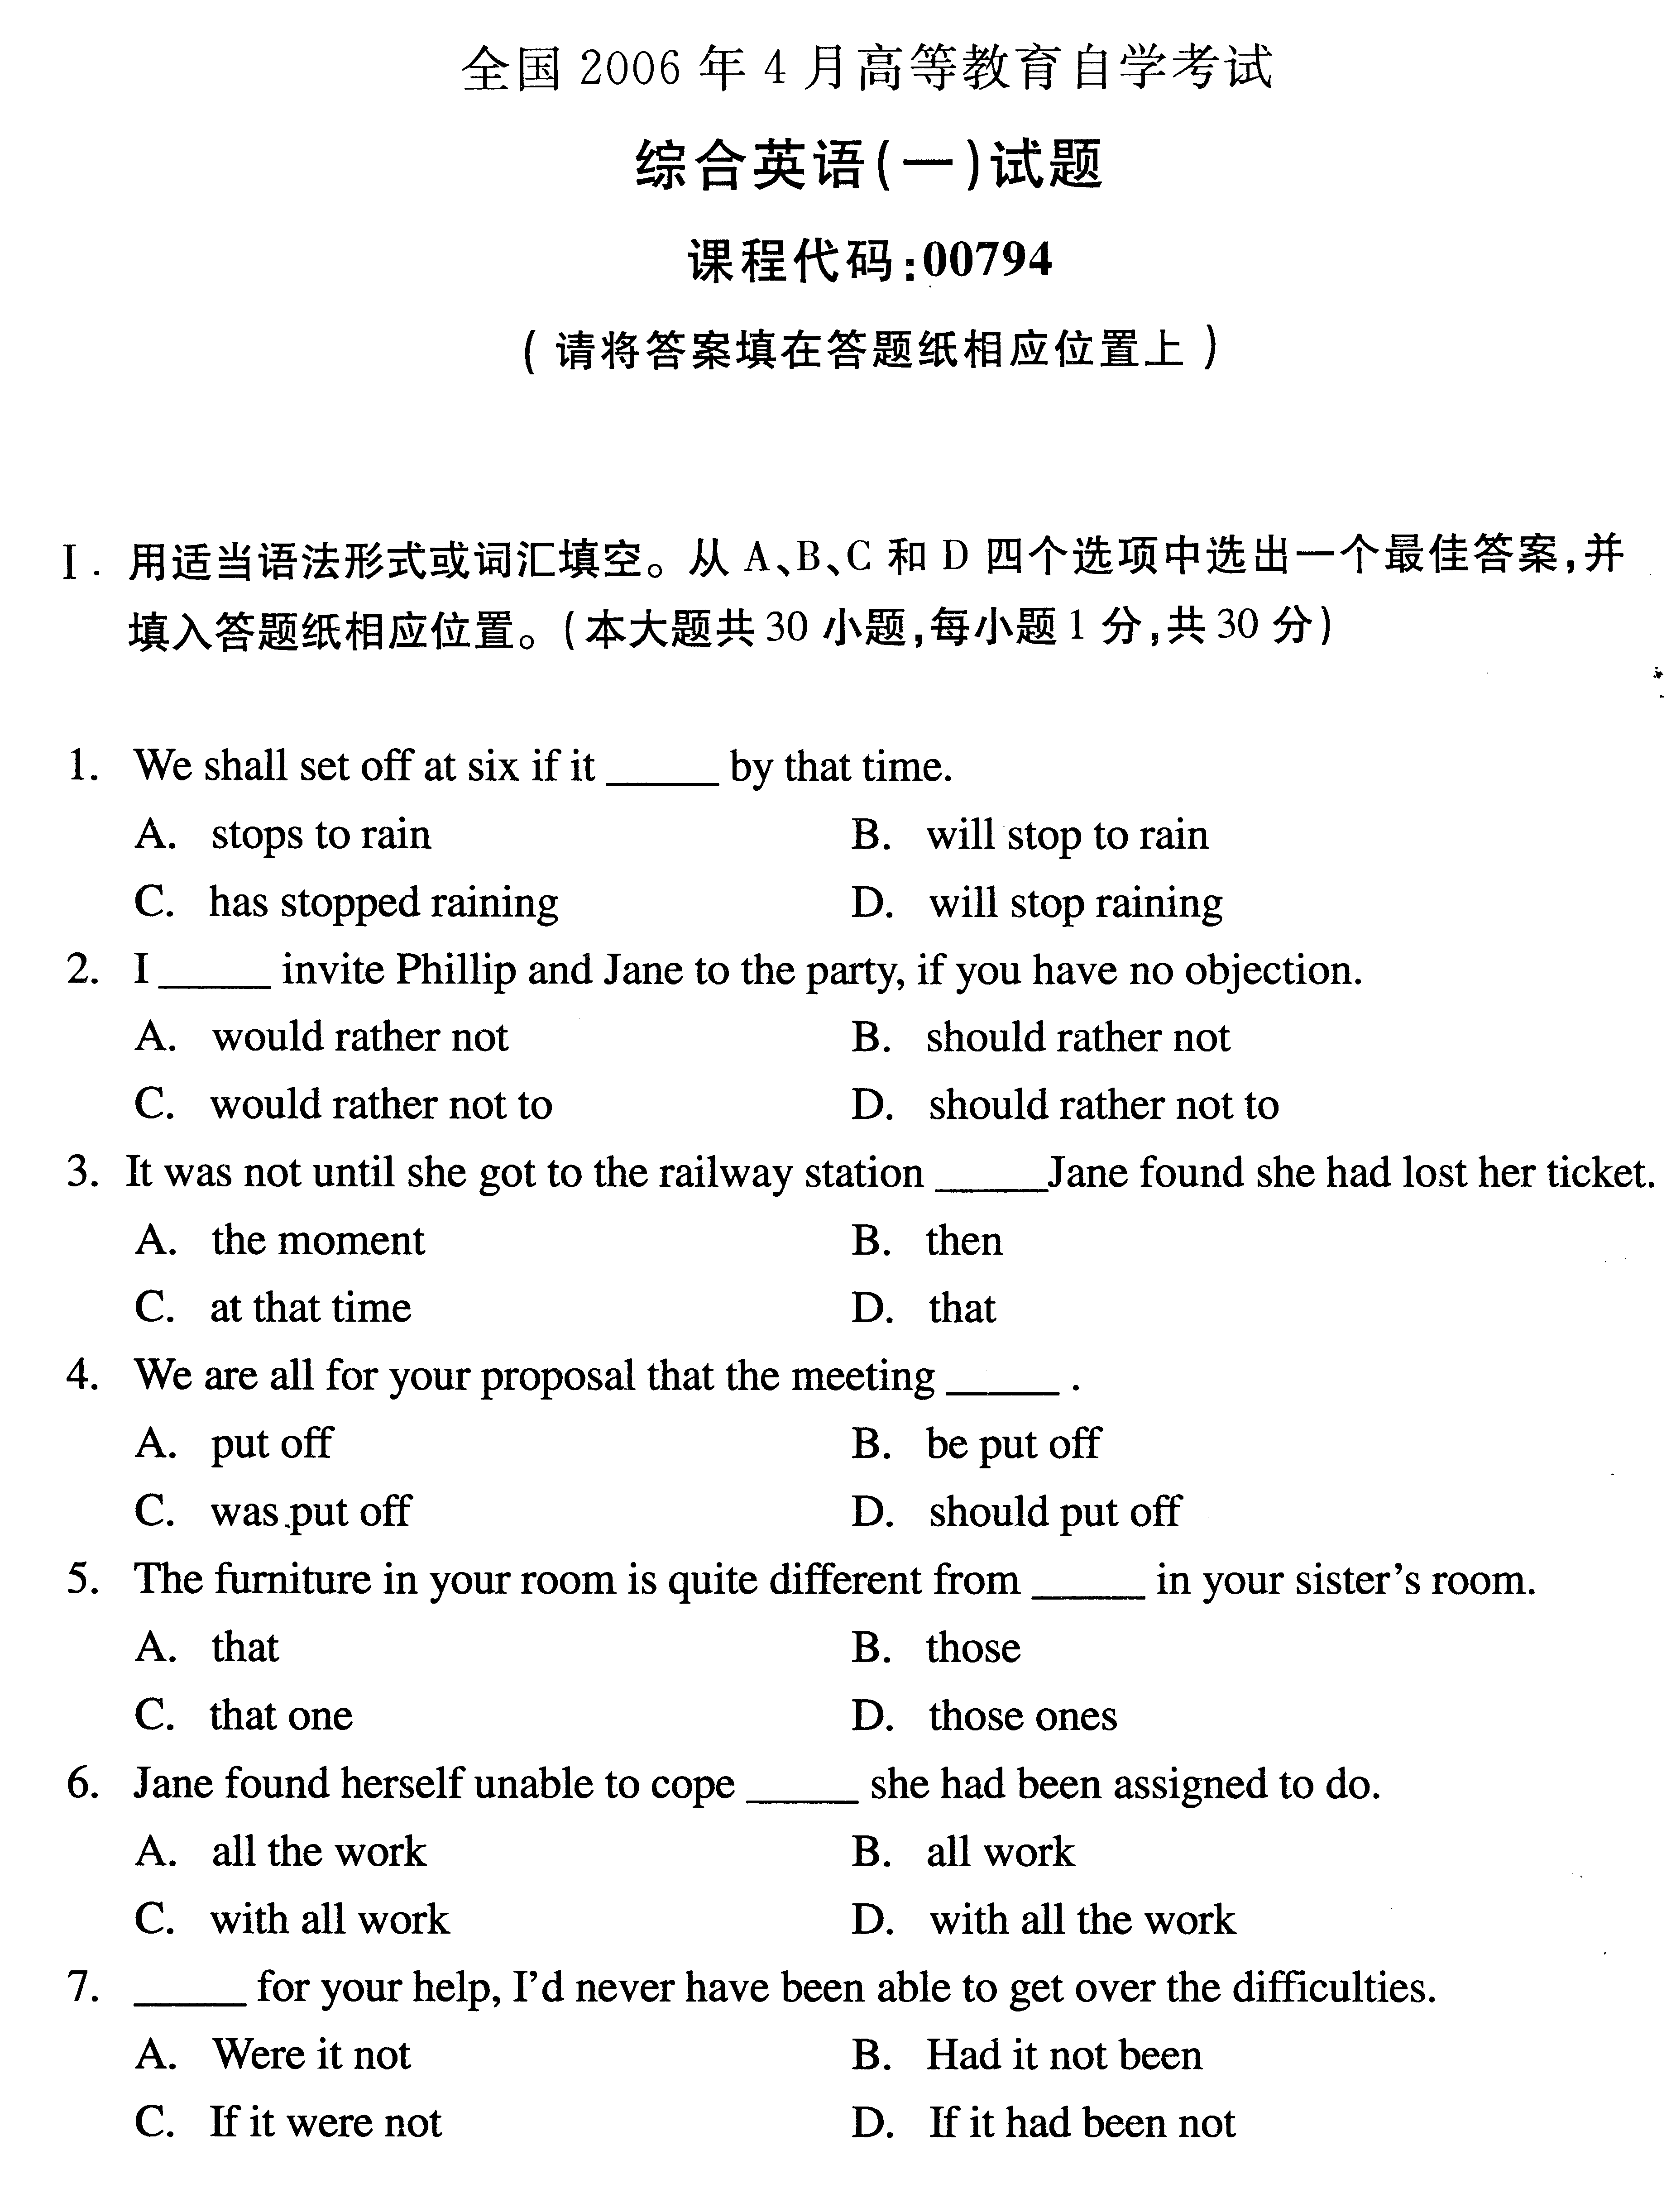 全国 2006 年 4 月高等教育自学考试
综合英语(一)试题
课程代码:00794
( 请将答案填在答题纸相应位置上 )
I. 用适当语法形式或词汇填空。从 A、B、C 和 D 四个选项中选出一个最佳答案,并
填入答题纸相应位置。(本大题共 30 小题,每小题 1 分,共 30 分)
1. We shall set off at six if it _____ by that time.
A. stops to rain B. will stop to rain
C. has stopped raining D. will stop raining
2. I _____ invite Phillip and Jane to the party, if you have no objection.
A. would rather not B. should rather not
C. would rather not to D. should rather not to
3. It was not until she got to the railway station _____Jane found she had lost her ticket.
A. the moment B. then
C. at that time D. that
4. We are all for your proposal that the meeting _____ .
A. put off B. be put off
C. was put off D. should put off
5. The furniture in your room is quite different from _____ in your sister's room.
A. that B. those
C. that one D. those ones
6. Jane found herself unable to cope _____ she had been assigned to do.
A. all the work B. all work
C. with all work D. with all the work
7. _____ for your help, I'd never have been able to get over the difficulties.
A. Were it not B. Had it not been
C. If it were not D. If it had been not